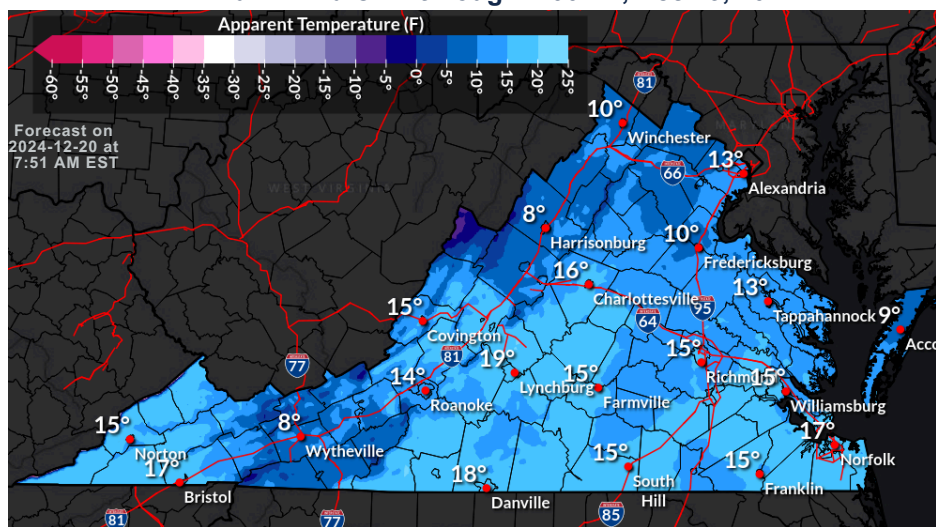 Apparent Temperature (F)
-60° -55° -50° -45° -40° -35° -30° -25° -20° -15° -10° -5° 0° 5° 10° 15° 20° 25°
Forecast on
2024-12-20 at
7:51 AM EST
81
10°
Winchester
MARYLAND
66
13°
Alexandria
WEST VIRGINIA
8°
Harrisonburg
10°
Fredericksburg
16°
Charlottesville
13°
Tappahannock
95
9°
Acco
15°
Covington
64
81
77
19°
Lynchburg
15°
Richmond
14°
Roanoke
15°
Farmville
15°
Williamsburg
15°
Norton
8°
Wytheville
17°
Norfolk
17°
Bristol
18°
Danville
15°
South
Hill
15°
Franklin
81
77
85